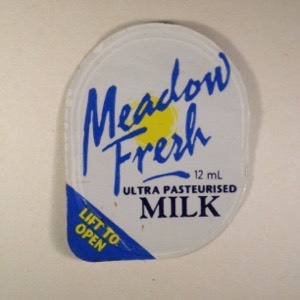 Meadow
Fresh
12 mL
ULTRA PASTEURISED
MILK
LIFT TO
OPEN